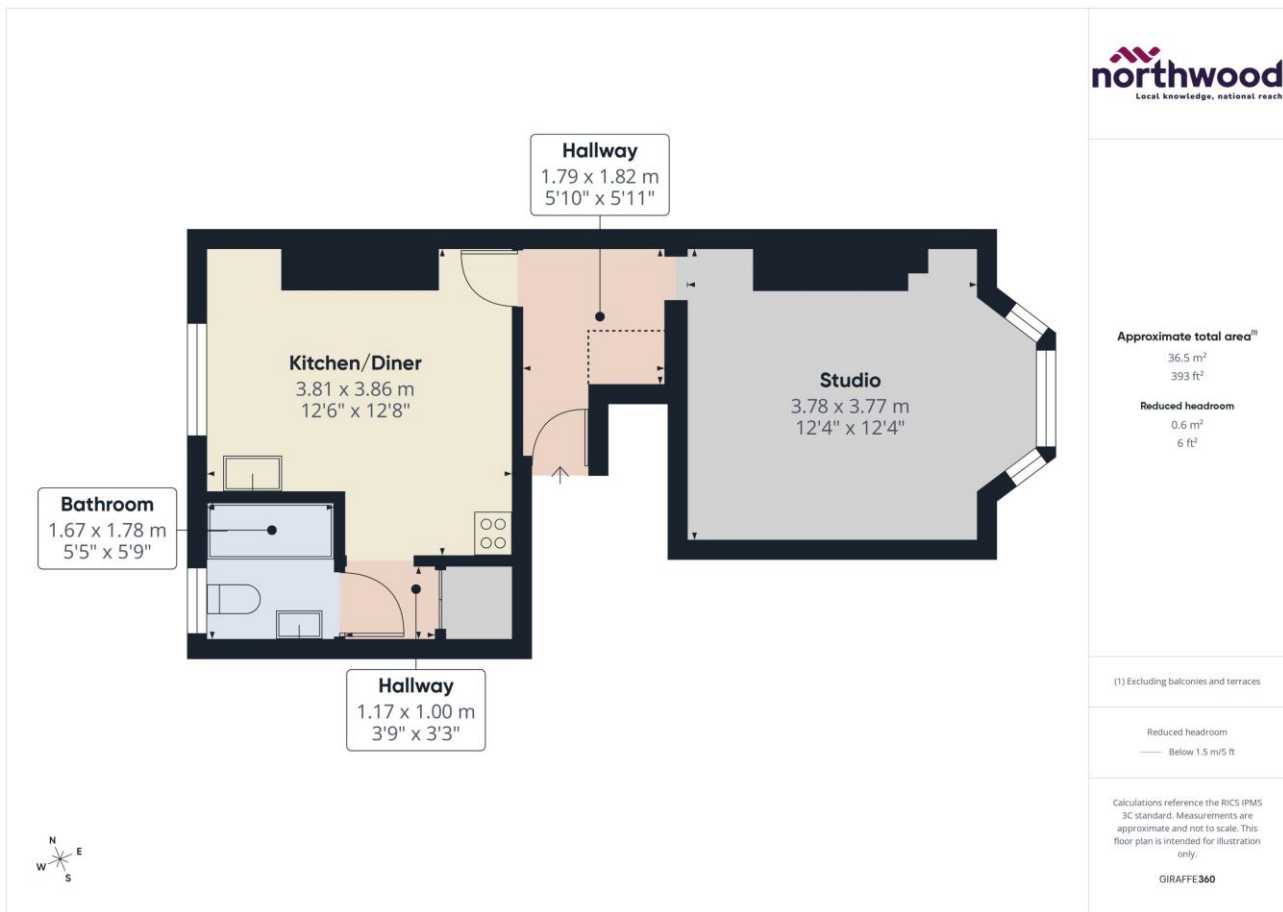 northwood
Local knowledge, national reach
Hallway
1.79 x 1.82 m
5'10" x 5'11"
Kitchen/Diner
3.81 x 3.86 m
12'6" x 12'8"
Studio
3.78 x 3.77 m
12'4" x 12'4"
Bathroom
1.67 x 1.78 m
5'5" x 5'9"
Hallway
1.17 x 1.00 m
3'9" x 3'3"
N
E
W
S
Approximate total area(1)
36.5 m²
393 ft²
Reduced headroom
0.6 m²
6 ft²
(1) Excluding balconies and terraces
Reduced headroom
Below 1.5 m/5 ft
Calculations reference the RICS IPMS
3C standard. Measurements are
approximate and not to scale. This
floor plan is intended for illustration
only.
GIRAFFE360